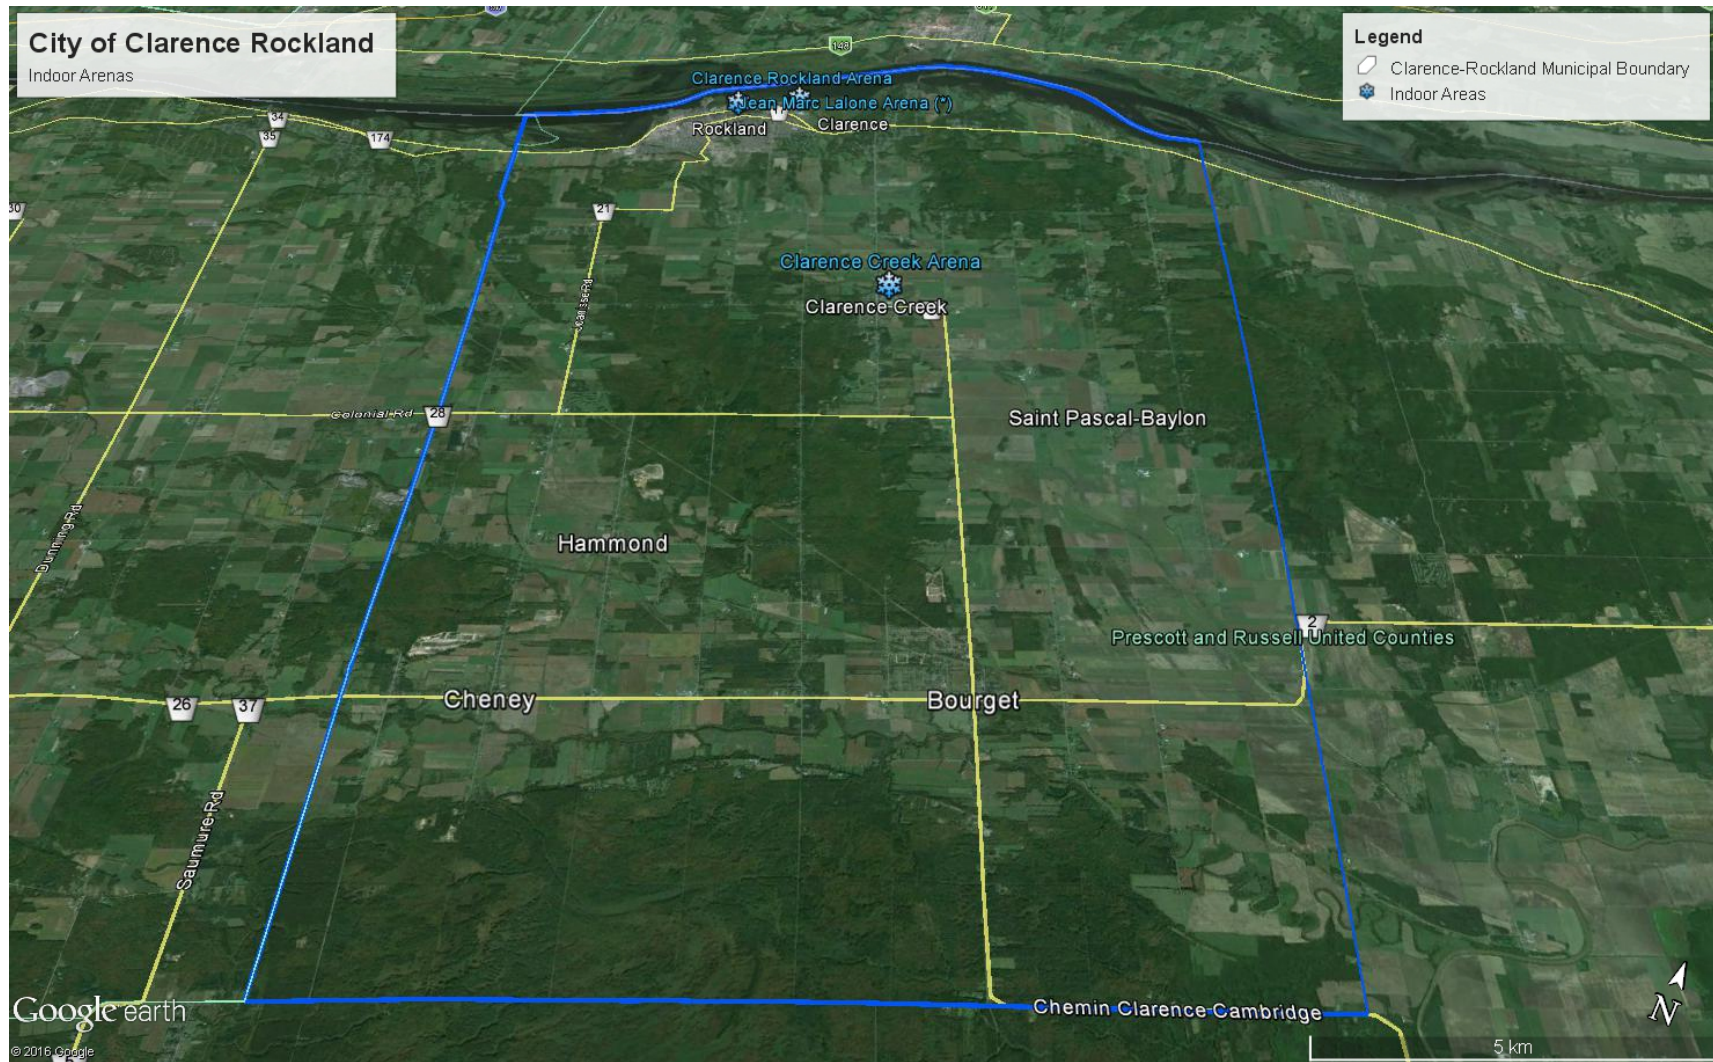 City of Clarence Rockland
Indoor Arenas
Legend
Clarence-Rockland Municipal Boundary
Indoor Areas
148
Clarence Rockland Arena
Jean Marc Lalone Arena (*)
34
35
174
17
Rockland
Clarence
30
21
Clarence Creek Arena
Clarence Creek
Colonial Rd
28
Saint Pascal-Baylon
Dunning Rd
Hammond
2
Prescott and Russell United Counties
26
37
Cheney
Bourget
Saumure Rd
Chemin Clarence Cambridge
Google earth
N
© 2016 Google
5 km